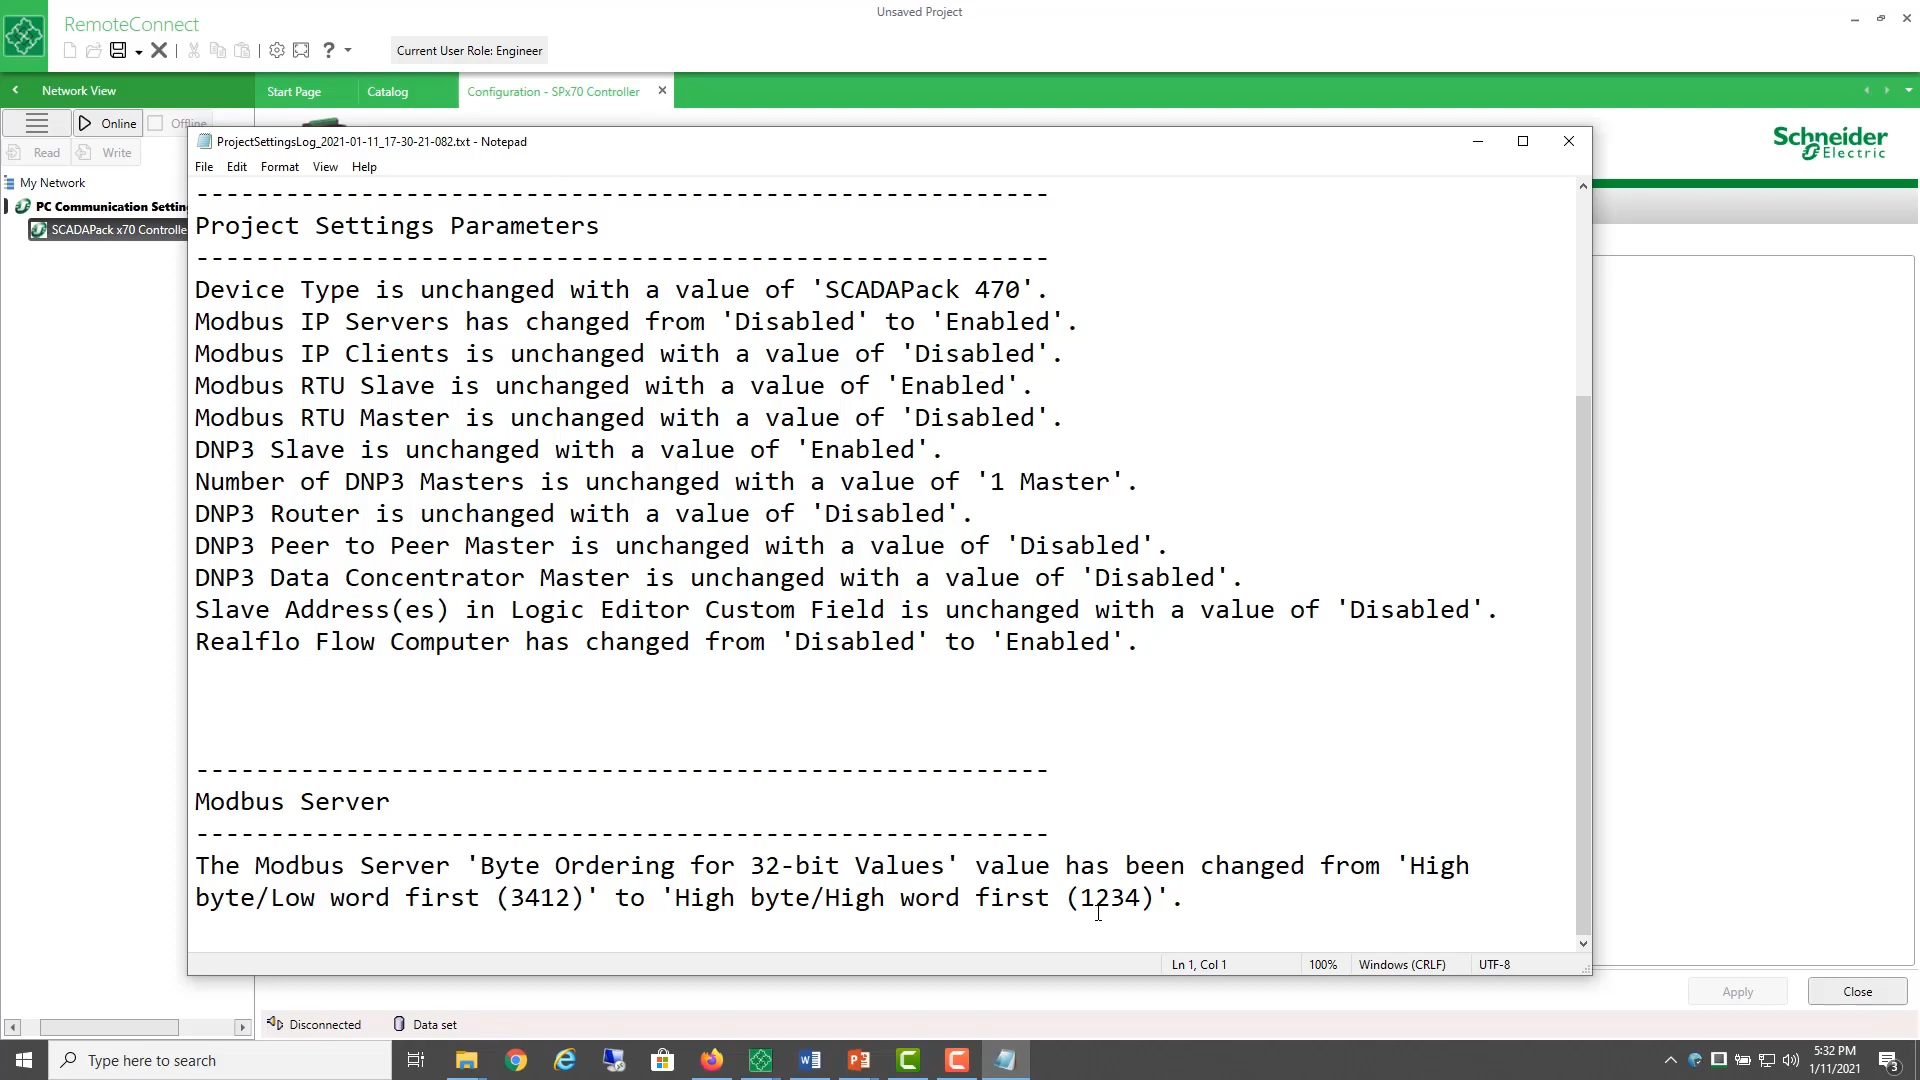 Unsaved Project
RemoteConnect
Current User Role: Engineer
Network View
Start Page
Catalog
Configuration - SPx70 Controller
Online
Offline
Read
Write
My Network
PC Communication Settin
SCADAPack x70 Controlle
Schneider
Electric
ProjectSettingsLog_2021-01-11_17-30-21-082.txt - Notepad
File Edit Format View Help
---------------------------------------------------------
Project Settings Parameters
---------------------------------------------------------
Device Type is unchanged with a value of 'SCADAPack 470'.
Modbus IP Servers has changed from 'Disabled' to 'Enabled'.
Modbus IP Clients is unchanged with a value of 'Disabled'.
Modbus RTU Slave is unchanged with a value of 'Enabled'.
Modbus RTU Master is unchanged with a value of 'Disabled'.
DNP3 Slave is unchanged with a value of 'Enabled'.
Number of DNP3 Masters is unchanged with a value of '1 Master'.
DNP3 Router is unchanged with a value of 'Disabled'.
DNP3 Peer to Peer Master is unchanged with a value of 'Disabled'.
DNP3 Data Concentrator Master is unchanged with a value of 'Disabled'.
Slave Address(es) in Logic Editor Custom Field is unchanged with a value of 'Disabled'.
Realflo Flow Computer has changed from 'Disabled' to 'Enabled'.
---------------------------------------------------------
Modbus Server
---------------------------------------------------------
The Modbus Server 'Byte Ordering for 32-bit Values' value has been changed from 'High
byte/Low word first (3412)' to 'High byte/High word first (1234)'.
Ln 1, Col 1
100%
Windows (CRLF)
UTF-8
Apply
Close
Disconnected
Data set
Type here to search
5:32 PM
1/11/2021
3